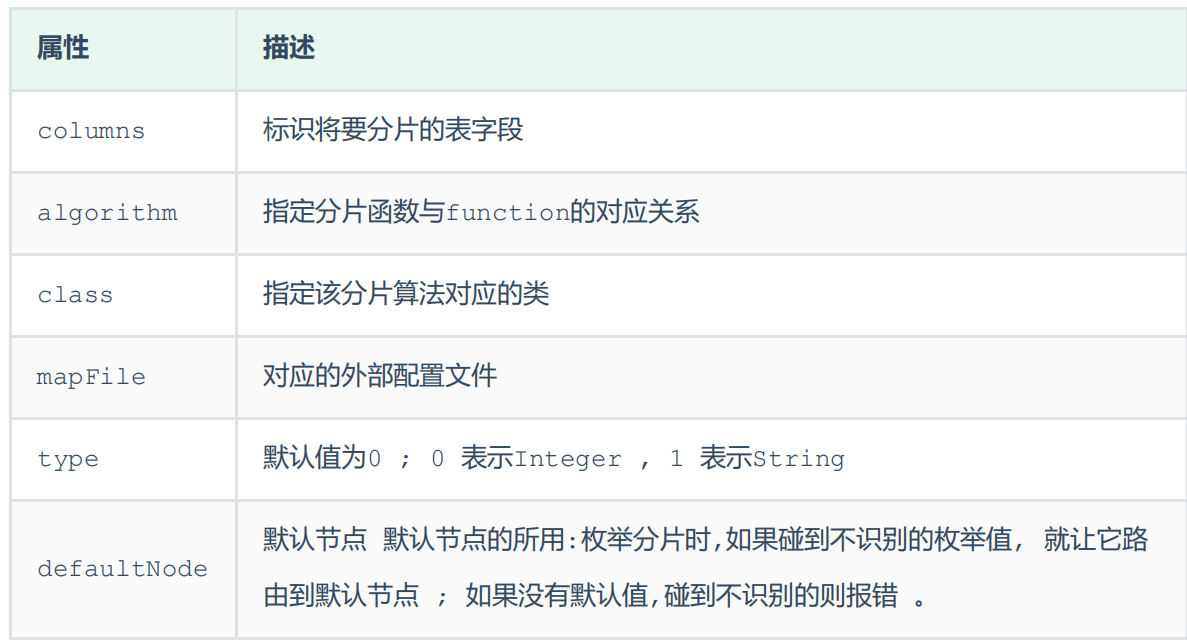 属性 描述
columns 标识将要分片的表字段
algorithm 指定分片函数与function的对应关系
class 指定该分片算法对应的类
mapFile 对应的外部配置文件
type 默认值为0 ; 0 表示Integer , 1 表示String
defaultNode 默认节点 默认节点的所用:枚举分片时,如果碰到不识别的枚举值, 就让它路
由到默认节点 ; 如果没有默认值,碰到不识别的则报错 。